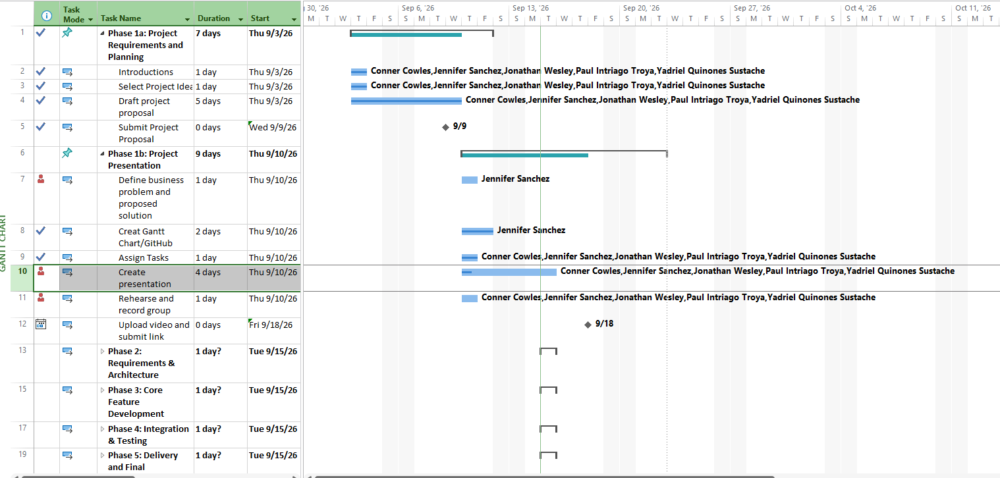 30, '26 Sep 6, '26 Sep 13, '26 Sep 20, '26 Sep 27, '26 Oct 4, '26 Oct 11, '26
M T W T F S S M T W T F S S M T W T F S S M T W T F S S M T W T F S S M T W T F S S M T
Task Mode Task Name Duration Start
1 Phase 1a: Project 7 days Thu 9/3/26
Requirements and
Planning
2 Introductions 1 day Thu 9/3/26 Conner Cowles,Jennifer Sanchez,Jonathan Wesley,Paul Intriago Troya,Yadriel Quinones Sustache
3 Select Project Idea 1 day Thu 9/3/26 Conner Cowles,Jennifer Sanchez,Jonathan Wesley,Paul Intriago Troya,Yadriel Quinones Sustache
4 Draft project 5 days Thu 9/3/26 Conner Cowles,Jennifer Sanchez,Jonathan Wesley,Paul Intriago Troya,Yadriel Quinones Sustache
proposal
5 Submit Project 0 days Wed 9/9/26 9/9
Proposal
6 Phase 1b: Project 9 days Thu 9/10/26
Presentation
7 Define business 1 day Thu 9/10/26 Jennifer Sanchez
problem and
proposed
solution
8 Creat Gantt 2 days Thu 9/10/26 Jennifer Sanchez
Chart/GitHub
9 Assign Tasks 1 day Thu 9/10/26 Conner Cowles,Jennifer Sanchez,Jonathan Wesley,Paul Intriago Troya,Yadriel Quinones Sustache
10 Create 4 days Thu 9/10/26 Conner Cowles,Jennifer Sanchez,Jonathan Wesley,Paul Intriago Troya,Yadriel Quinones Sustache
presentation
11 Rehearse and 1 day Thu 9/10/26 Conner Cowles,Jennifer Sanchez,Jonathan Wesley,Paul Intriago Troya,Yadriel Quinones Sustache
record group
12 Upload video and 0 days Fri 9/18/26 9/18
submit link
13 Phase 2: 1 day? Tue 9/15/26
Requirements &
Architecture
15 Phase 3: Core 1 day? Tue 9/15/26
Feature
Development
17 Phase 4: Integration 1 day? Tue 9/15/26
& Testing
19 Phase 5: Delivery 1 day? Tue 9/15/26
and Final
GANTT CHART